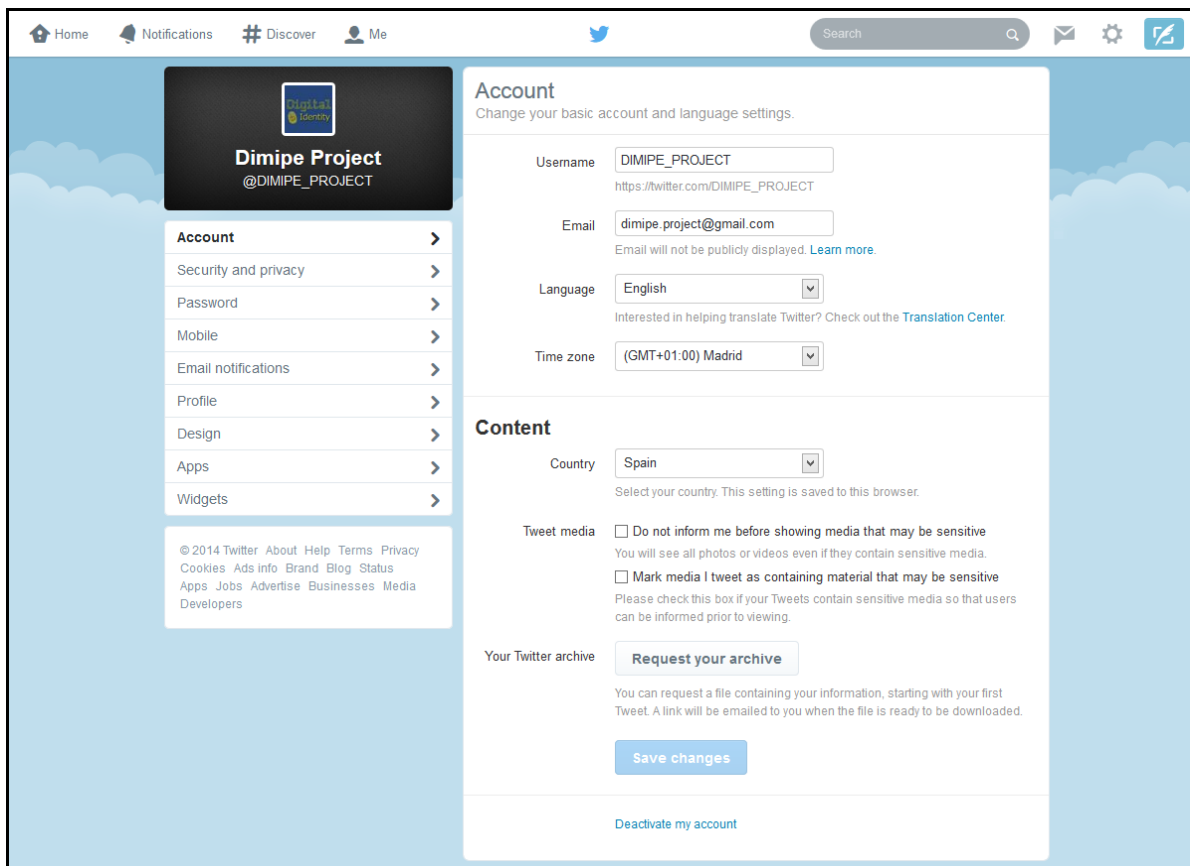 Home Notifications Discover Me Search
Digital
Identity
Dimipe Project
@DIMIPE_PROJECT
Account
Security and privacy
Password
Mobile
Email notifications
Profile
Design
Apps
Widgets
© 2014 Twitter About Help Terms Privacy
Cookies Ads info Brand Blog Status
Apps Jobs Advertise Businesses Media
Developers
Account
Change your basic account and language settings.
Username DIMIPE_PROJECT
https://twitter.com/DIMIPE_PROJECT
Email dimipe.project@gmail.com
Email will not be publicly displayed. Learn more.
Language English
Interested in helping translate Twitter? Check out the Translation Center.
Time zone (GMT+01:00) Madrid
Content
Country Spain
Select your country. This setting is saved to this browser.
Tweet media Do not inform me before showing media that may be sensitive
You will see all photos or videos even if they contain sensitive media.
Mark media I tweet as containing material that may be sensitive
Please check this box if your Tweets contain sensitive media so that users
can be informed prior to viewing.
Your Twitter archive Request your archive
You can request a file containing your information, starting with your first
Tweet. A link will be emailed to you when the file is ready to be downloaded.
Save changes
Deactivate my account